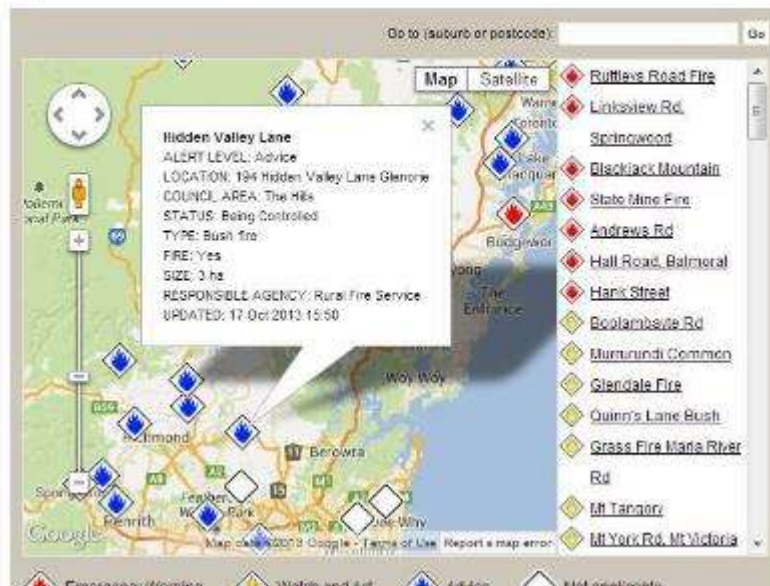 Go to (suburb or postcode):
Go
Map
Satellite
Hidden Valley Lane
ALERT LEVEL: Advice
LOCATION: 194 Hidden Valley Lane Glenorie
COUNCIL AREA: The Hills
STATUS: Being Controlled
TYPE: Bush fire
FIRE: Yes
SIZE: 3 ha
RESPONSIBLE AGENCY: Rural Fire Service
UPDATED: 17 Oct 2013 15:50
A43
The
Entrance
Woy Woy
Richmond
Berowra
Penrith
Park
Google
Map data ©2013 Google - Terms of Use
Report a map error
Linksview Rd,
Springwood
Blackjack Mountain
State Mine Fire
Andrews Rd
Hall Road, Balmoral
Hank Street
Boolambayte Rd
Murrurundi Common
Glendale Fire
Quinn's Lane Bush
Grass Fire Maria River
Rd
Mt Tangory
Mt York Rd, Mt Victoria
Emergency Warning
Watch and Act
Advice
Not applicable